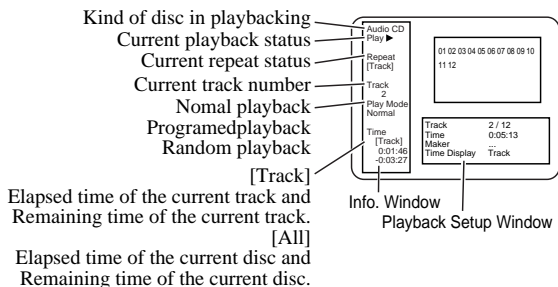 Kind of disc in playbacking
Current playback status
Current repeat status
Current track number
Nomal playback
Programedplayback
Random playback
[Track]
Elapsed time of the current track and
Remaining time of the current track.
[All]
Elapsed time of the current disc and
Remaining time of the current disc.
Audio CD
Play ▶
Repeat
[Track]
Track
2
Play Mode
Normal
Time
[Track]
0:01:46
-0:03:27
01 02 03 04 05 06 07 08 09 10
11 12
Track 2 / 12
Time 0:05:13
Maker ...
Time Display Track
Info. Window
Playback Setup Window